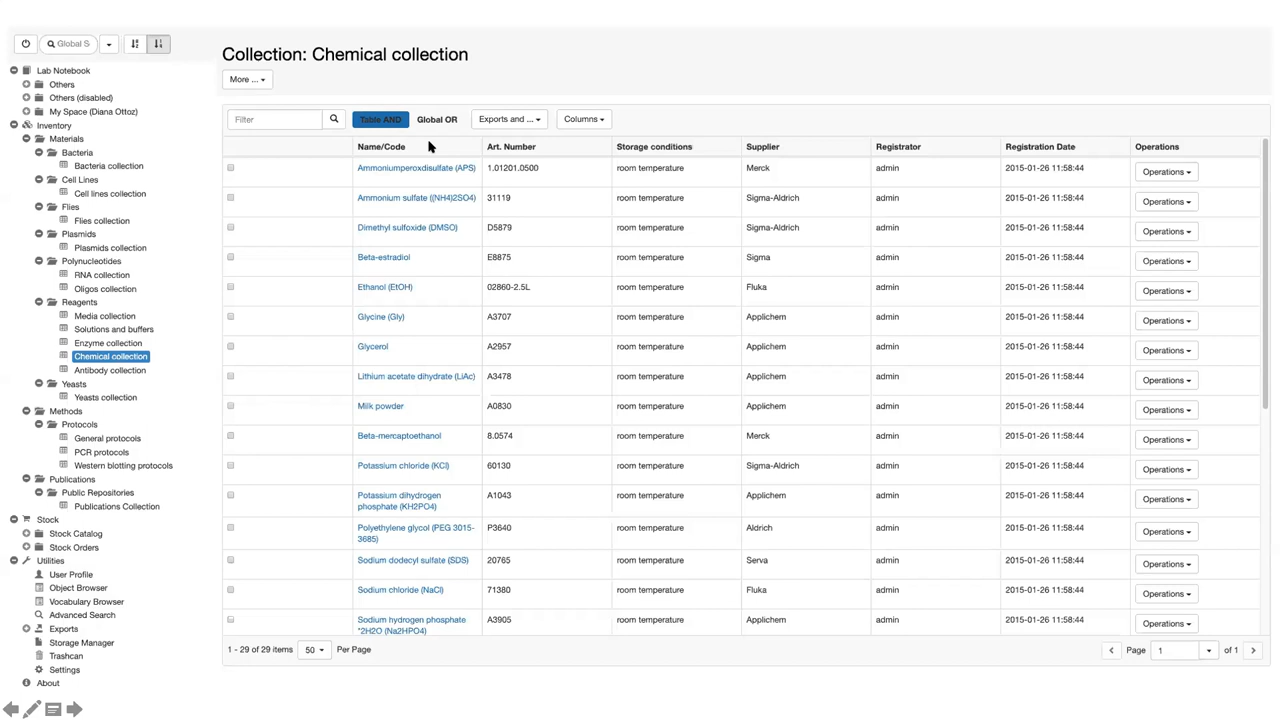 Global S
Collection: Chemical collection
More ...
Lab Notebook
Others
Others (disabled)
My Space (Diana Ottoz)
Inventory
Materials
Bacteria
Bacteria collection
Cell Lines
Cell lines collection
Flies
Flies collection
Plasmids
Plasmids collection
Polynucleotides
RNA collection
Oligos collection
Reagents
Media collection
Solutions and buffers
Enzyme collection
Chemical collection
Antibody collection
Yeasts
Yeasts collection
Methods
Protocols
General protocols
PCR protocols
Western blotting protocols
Publications
Public Repositories
Publications Collection
Stock
Stock Catalog
Stock Orders
Utilities
User Profile
Object Browser
Vocabulary Browser
Advanced Search
Exports
Storage Manager
Trashcan
Settings
About
Filter Table AND Global OR Exports and ... Columns
Name/Code Art. Number Storage conditions Supplier Registrator Registration Date Operations
Ammoniumperoxdisulfate (APS) 1.01201.0500 room temperature Merck admin 2015-01-26 11:58:44 Operations
Ammonium sulfate ((NH4)2SO4) 31119 room temperature Sigma-Aldrich admin 2015-01-26 11:58:44 Operations
Dimethyl sulfoxide (DMSO) D5879 room temperature Sigma-Aldrich admin 2015-01-26 11:58:44 Operations
Beta-estradiol E8875 room temperature Sigma admin 2015-01-26 11:58:44 Operations
Ethanol (EtOH) 02860-2.5L room temperature Fluka admin 2015-01-26 11:58:44 Operations
Glycine (Gly) A3707 room temperature Applichem admin 2015-01-26 11:58:44 Operations
Glycerol A2957 room temperature Applichem admin 2015-01-26 11:58:44 Operations
Lithium acetate dihydrate (LiAc) A3478 room temperature Applichem admin 2015-01-26 11:58:44 Operations
Milk powder A0830 room temperature Applichem admin 2015-01-26 11:58:44 Operations
Beta-mercaptoethanol 8.0574 room temperature Merck admin 2015-01-26 11:58:44 Operations
Potassium chloride (KCl) 60130 room temperature Sigma-Aldrich admin 2015-01-26 11:58:44 Operations
Potassium dihydrogen A1043 room temperature Applichem admin 2015-01-26 11:58:44 Operations
phosphate (KH2PO4)
Polyethylene glycol (PEG 3015- P3640 room temperature Aldrich admin 2015-01-26 11:58:44 Operations
3685)
Sodium dodecyl sulfate (SDS) 20765 room temperature Serva admin 2015-01-26 11:58:44 Operations
Sodium chloride (NaCl) 71380 room temperature Fluka admin 2015-01-26 11:58:44 Operations
Sodium hydrogen phosphate A3905 room temperature Applichem admin 2015-01-26 11:58:44 Operations
*2H2O (Na2HPO4)
1 - 29 of 29 items 50 Per Page Page 1 of 1